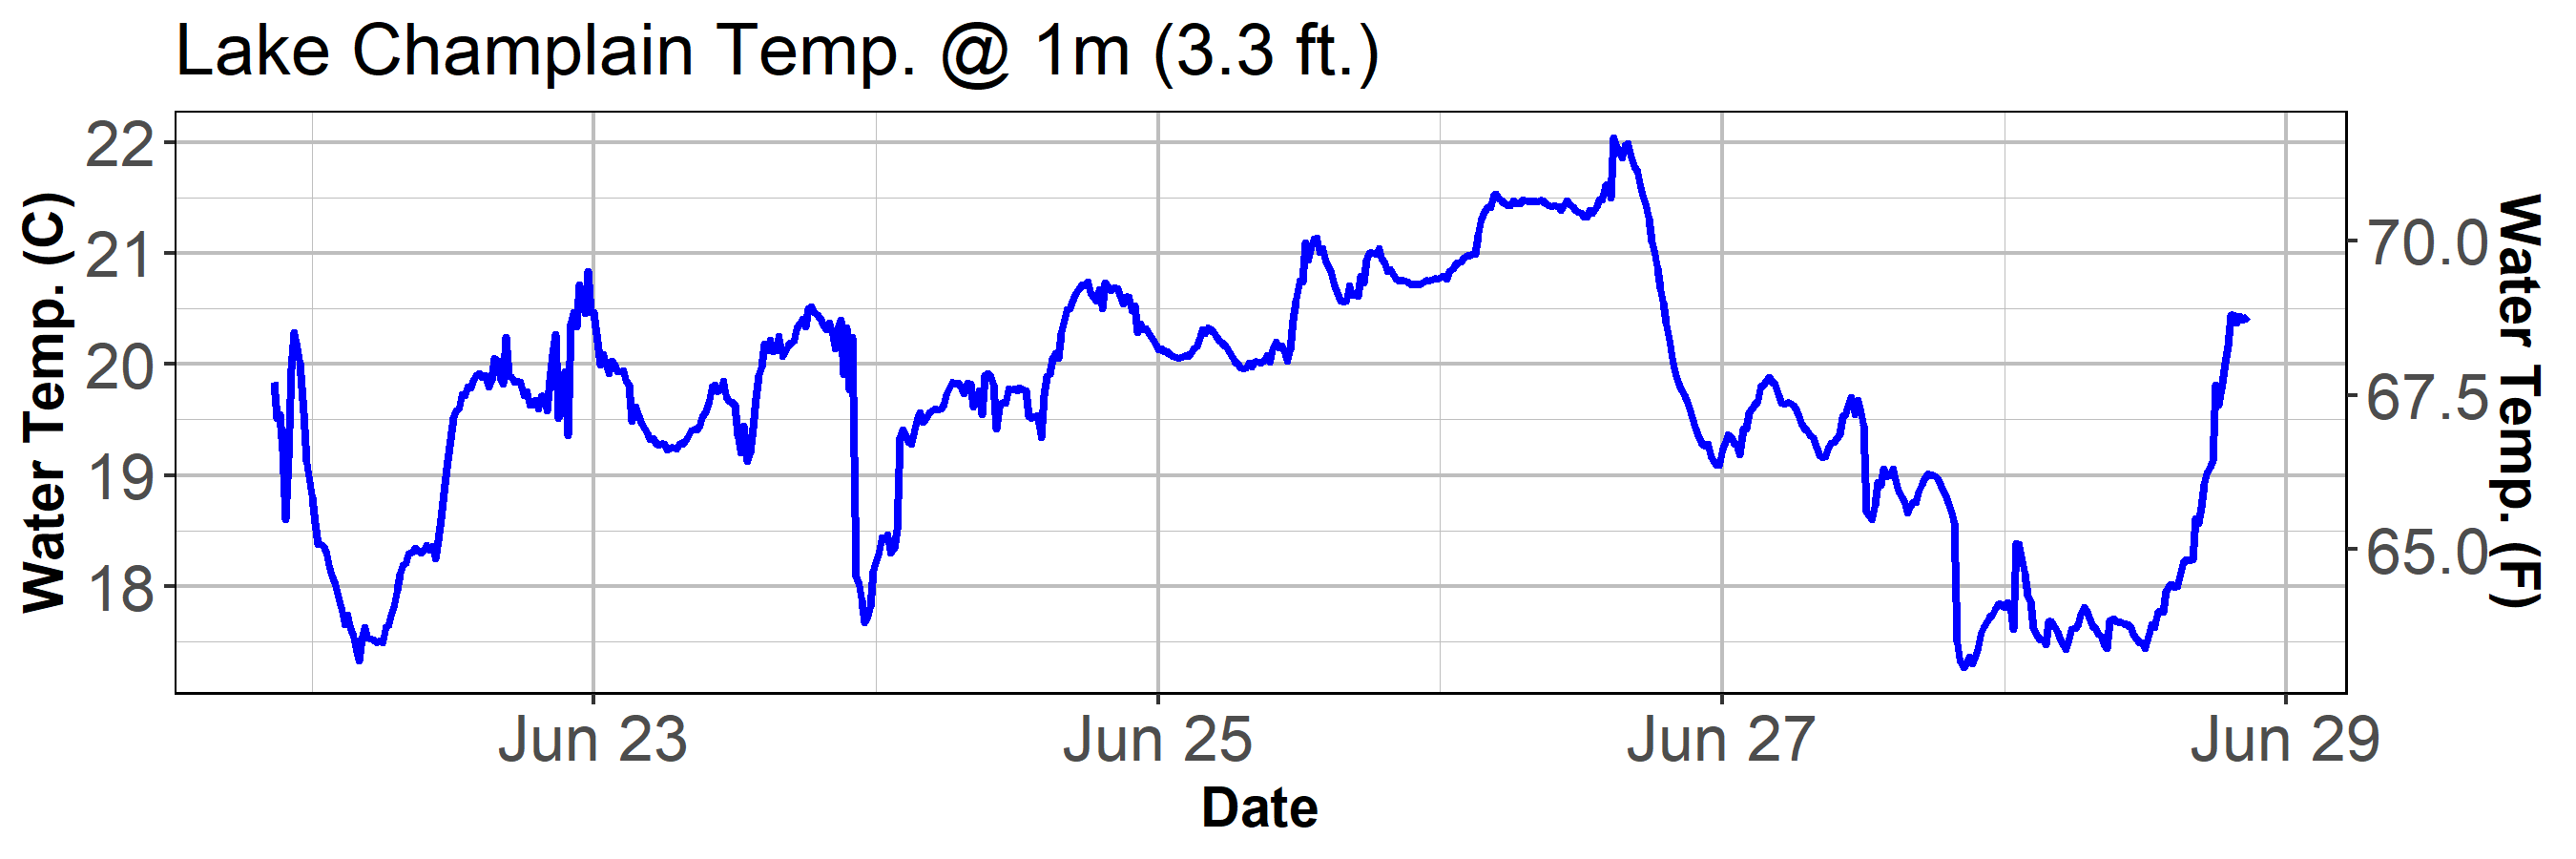 Lake Champlain Temp. @ 1m (3.3 ft.)
Water Temp. (C)
22
21
20
19
18
70.0
67.5
65.0
Water Temp. (F)
Jun 23
Jun 25
Jun 27
Jun 29
Date